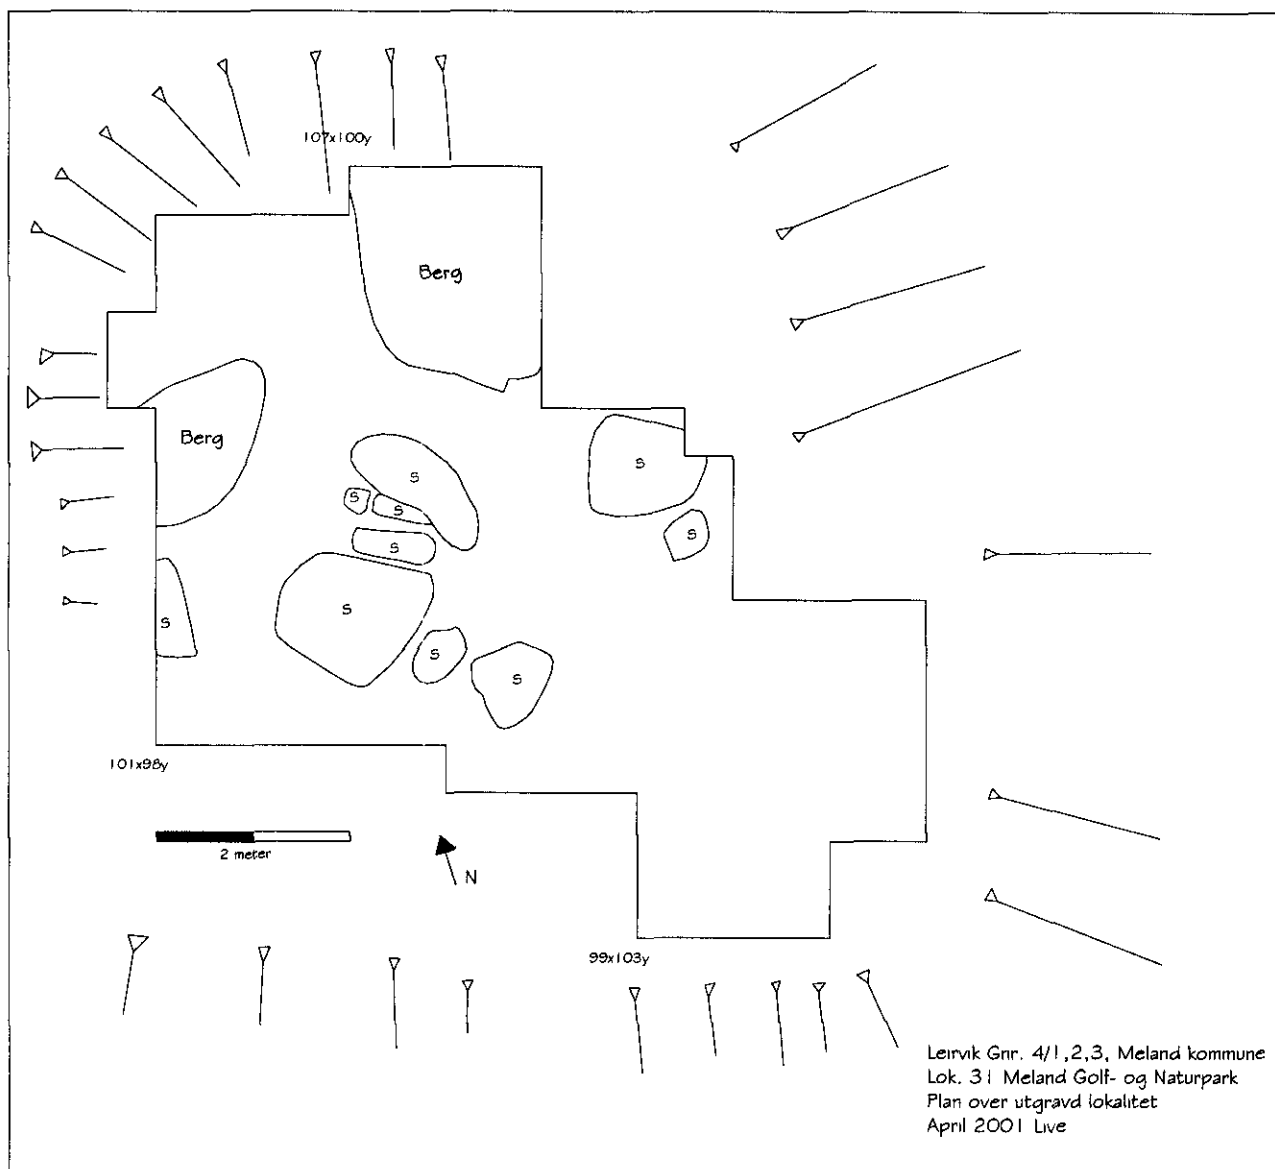 107x100y
Berg
Berg
S
S
S
S
S
S
S
S
S
S
S
101x98y
2 meter
N
99x103y
Leirvik Gnr. 4/1,2,3, Meland kommune
Lok. 31 Meland Golf- og Naturpark
Plan over utgravd lokalitet
April 2001 Live